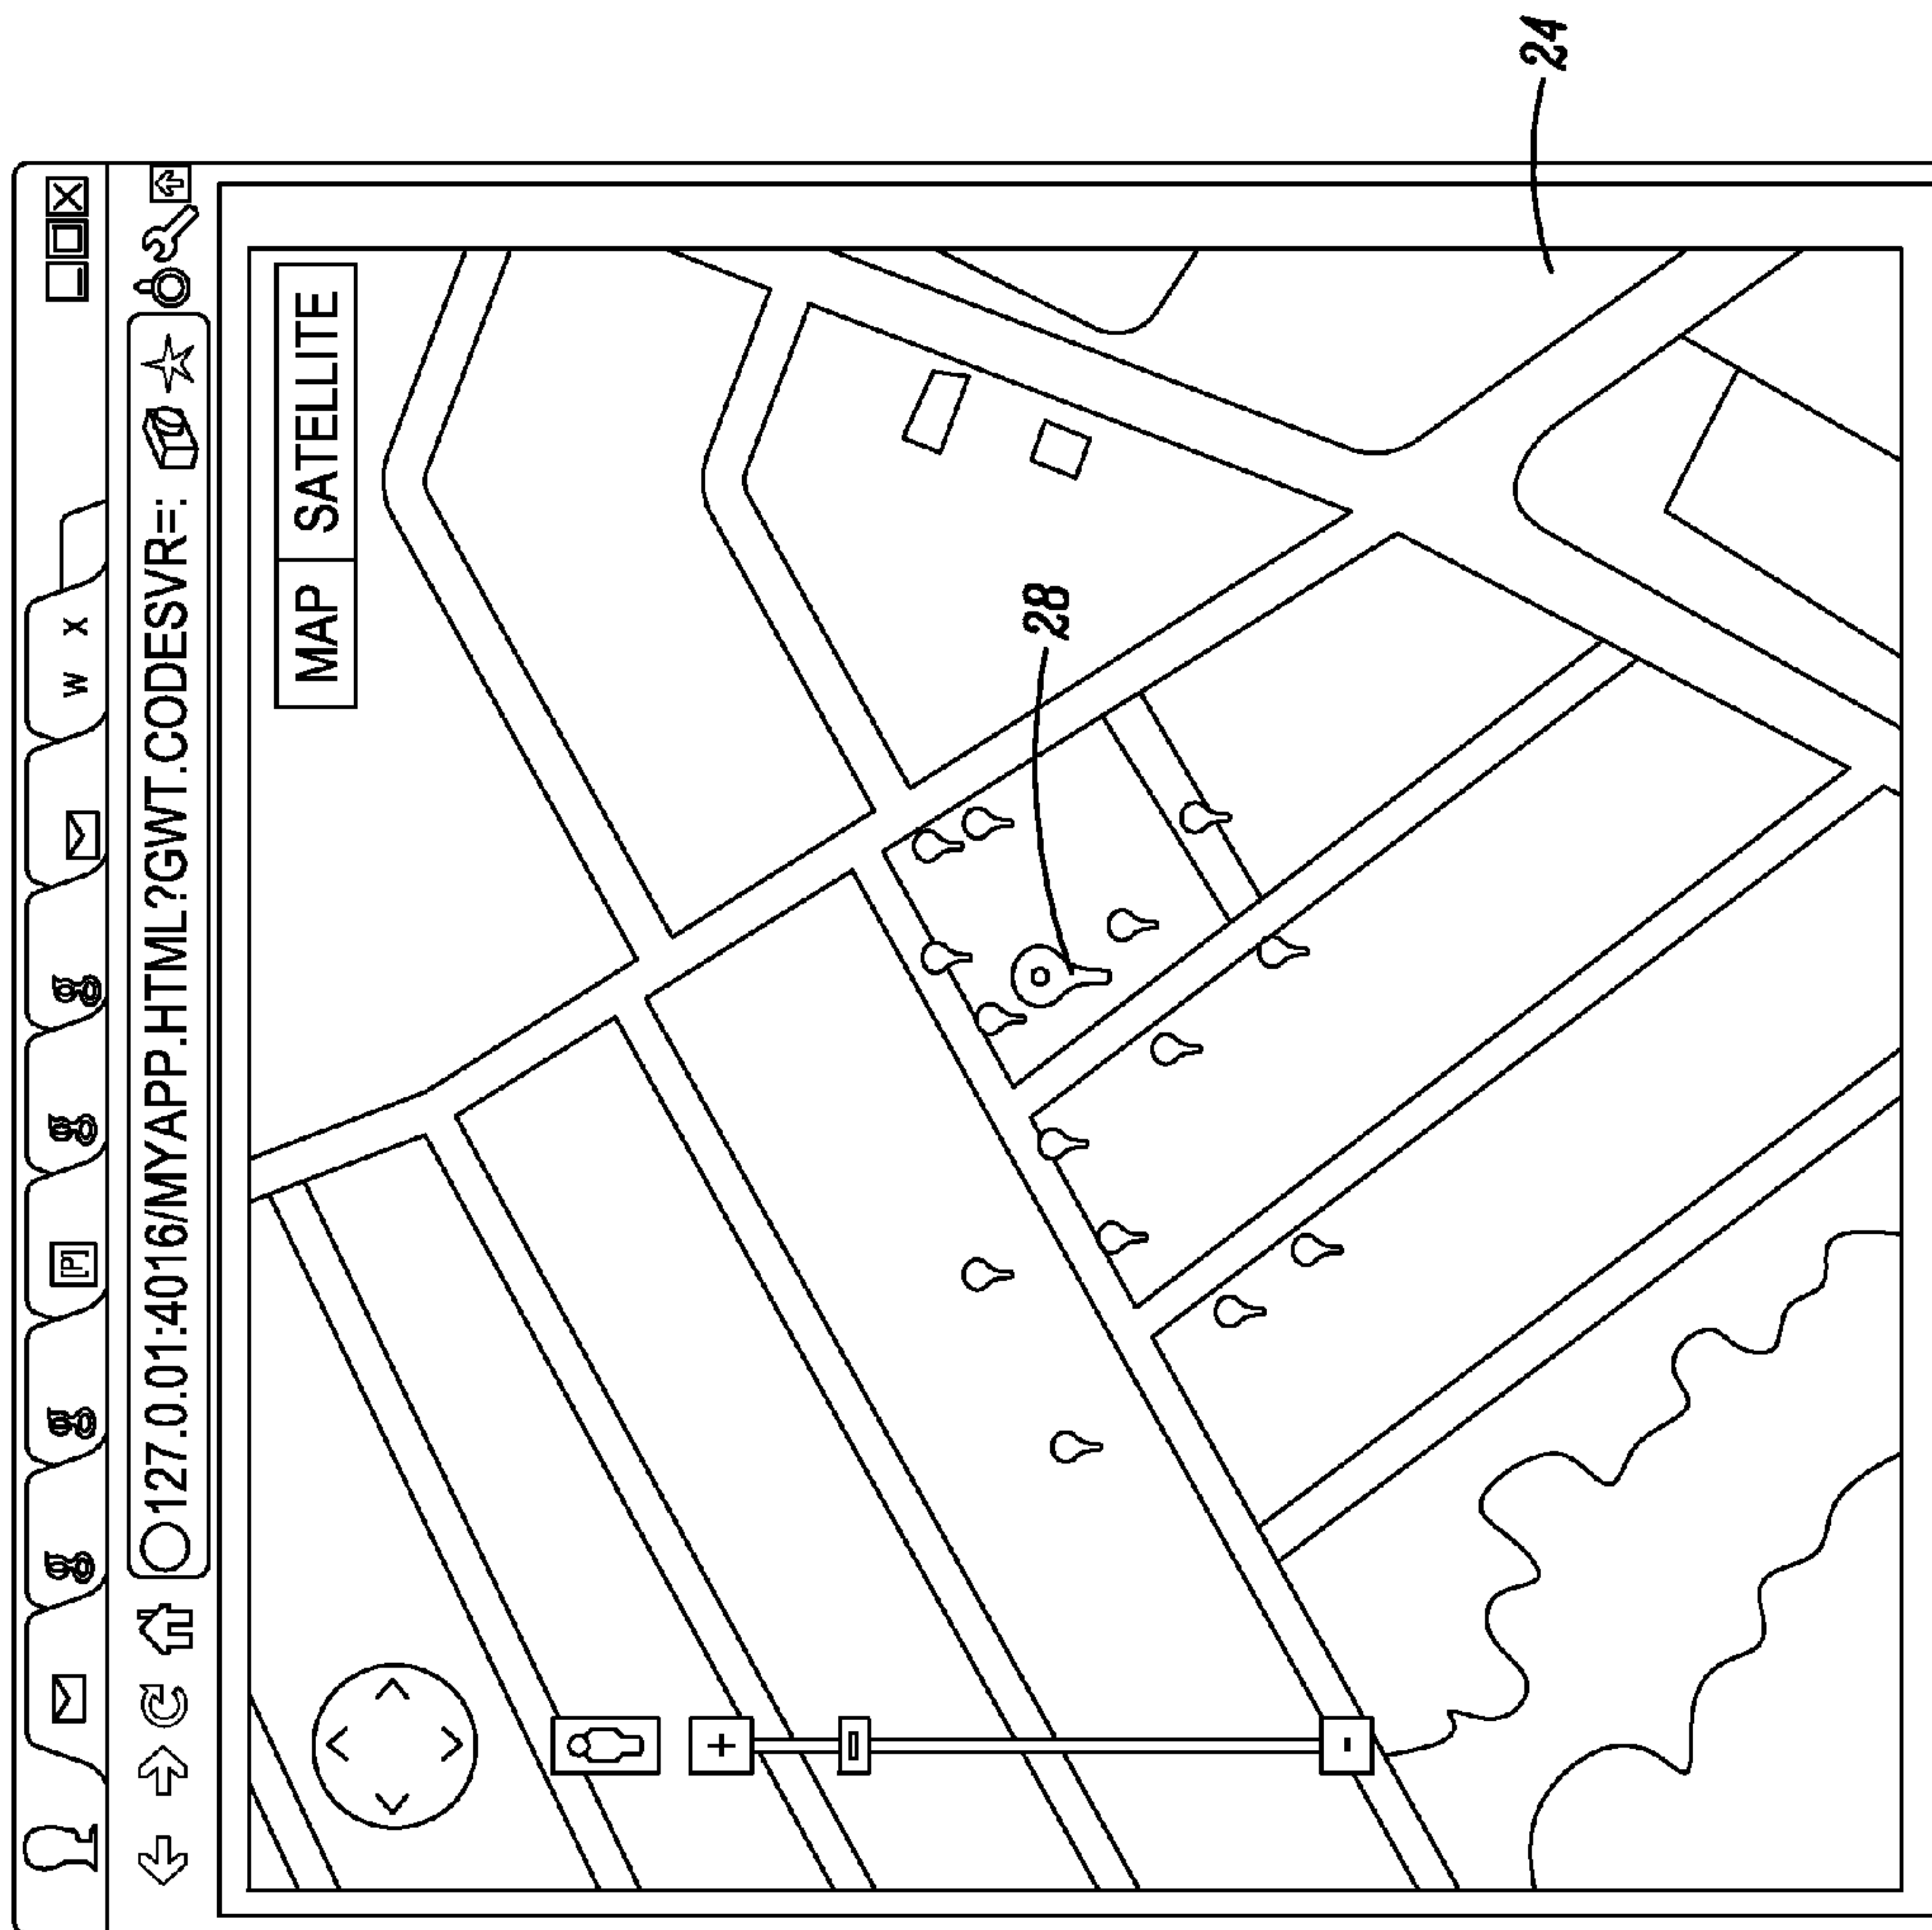 W X
[P]
127.0.01:4016/MYAPP.HTML?GWT.CODESVR=:
MAP SATELLITE
28
24
+
-